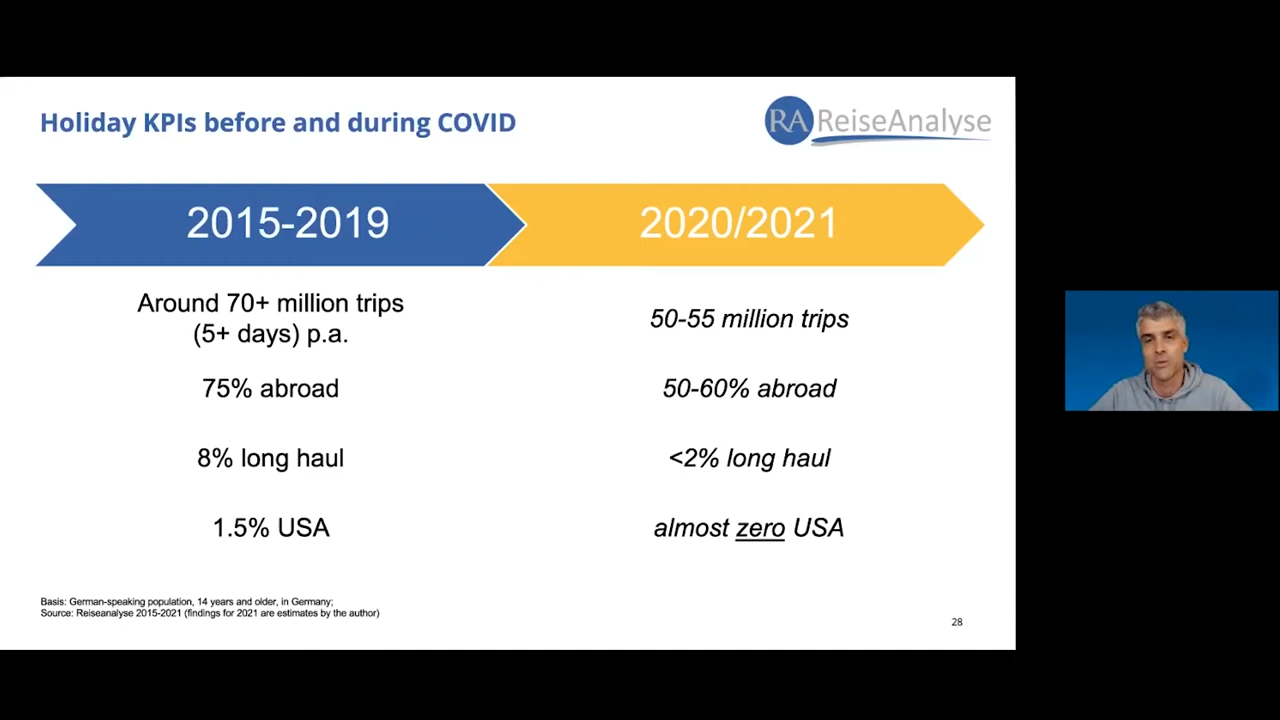 Holiday KPIs before and during COVID
RA ReiseAnalyse
2015-2019
2020/2021
Around 70+ million trips
(5+ days) p.a.
50-55 million trips
75% abroad
50-60% abroad
8% long haul
<2% long haul
1.5% USA
almost zero USA
Basis: German-speaking population, 14 years and older, in Germany;
Source: Reiseanalyse 2015-2021 (findings for 2021 are estimates by the author)
28